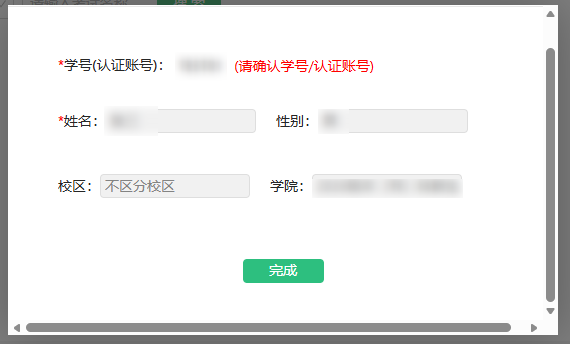 *学号(认证账号)： (请确认学号/认证账号)
*姓名： 性别：
校区： 不区分校区 学院：
完成